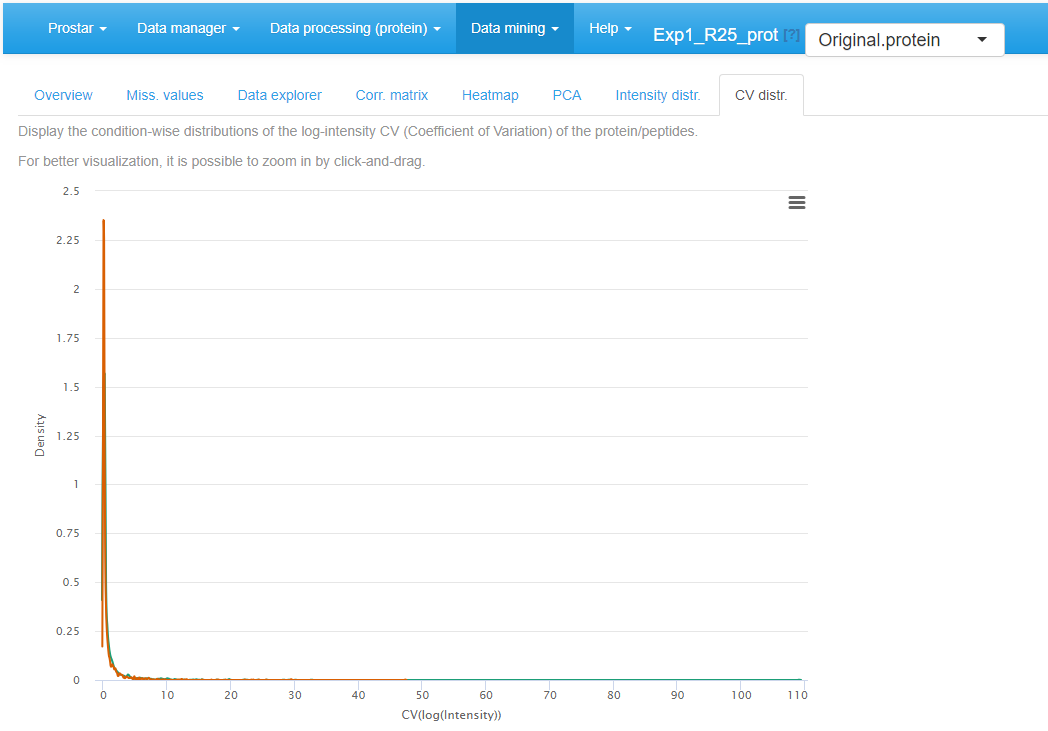 Prostar Data manager Data processing (protein) Data mining Help Exp1_R25_prot [?] Original.protein
Overview Miss. values Data explorer Corr. matrix Heatmap PCA Intensity distr. CV distr.
Display the condition-wise distributions of the log-intensity CV (Coefficient of Variation) of the protein/peptides.
For better visualization, it is possible to zoom in by click-and-drag.
2.5
2.25
2
1.75
1.5
1.25
1
0.75
0.5
0.25
0
Density
0 10 20 30 40 50 60 70 80 90 100 110
CV(log(Intensity))